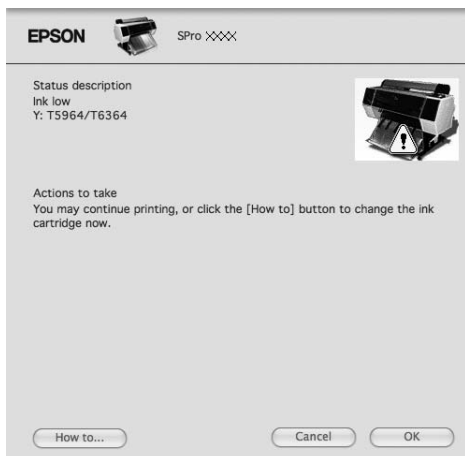 EPSON
SPro XXXX
Status description
Ink low
Y: T5964/T6364
Actions to take
You may continue printing, or click the [How to] button to change the ink
cartridge now.
How to...
Cancel
OK